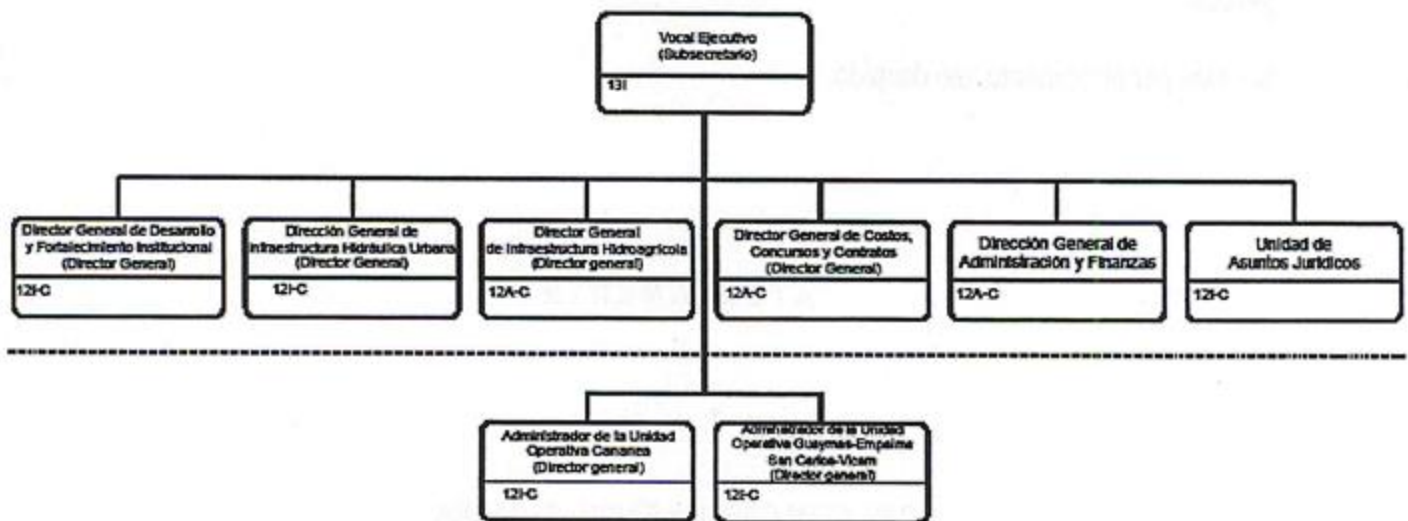 Vocal Ejecutivo
(Subsecretario)
13I
Director General de Desarrollo
y Fortalecimiento Institucional
(Director General)
12I-C
Dirección General de
Infraestructura Hidráulica Urbana
(Director General)
12I-C
Director General
de Infraestructura Hidroagrícola
(Director general)
12A-C
Director General de Costos,
Concursos y Contratos
(Director General)
12A-C
Dirección General de
Administración y Finanzas
12A-C
Unidad de
Asuntos Jurídicos
12I-C
Administrador de la Unidad
Operativa Cananea
(Director general)
12I-C
Administrador de la Unidad
Operativa Guaymas-Empalme
San Carlos-Vicam
(Director general)
12I-C